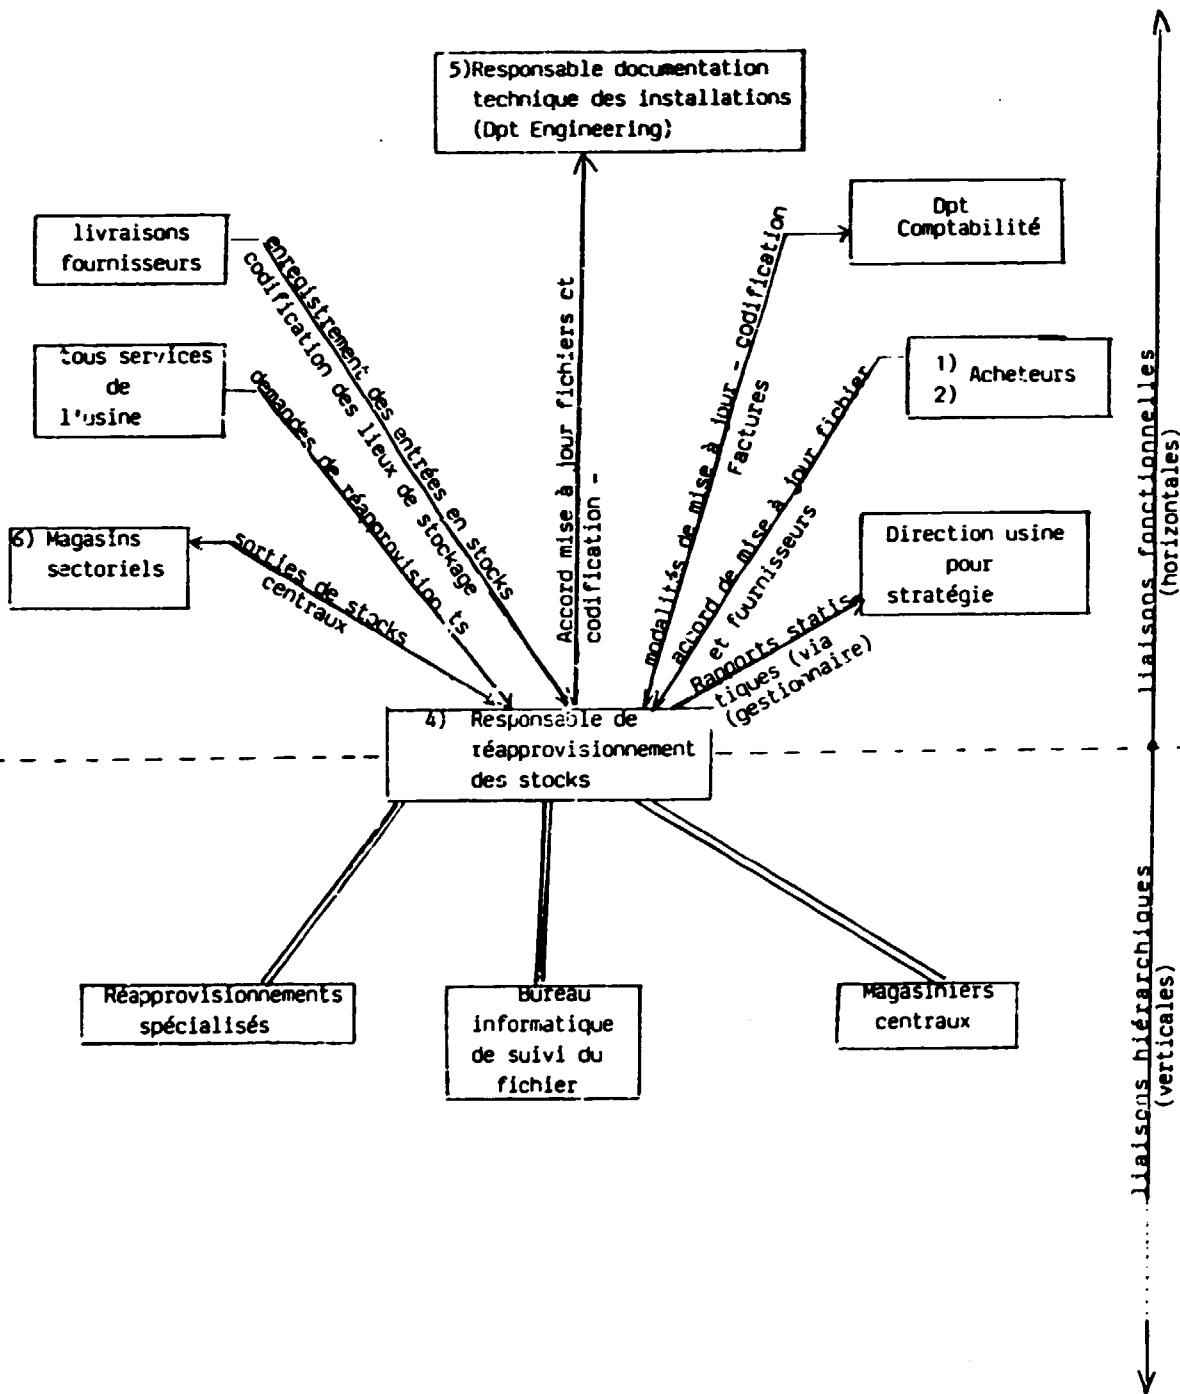 5)Responsable documentation
technique des installations
(Dpt Engineering)
livraisons
fournisseurs
Dpt
Comptabilité
tous services
de
l'usine
1)
2)
Acheteurs
6) Magasins
sectoriels
Direction usine
pour
stratégie
enregistrement des entrées en stocks
codification des lieux de stockage
demandes de réapprovision ts
sorties de stocks
centraux
Accord mise à jour fichiers et
codification -
modalités de mise à jour - codification
Factures
accord de mise à jour fichier
et fournisseurs
Rapports statis
tiques (via
(gestionnaire)
4) Responsable de
réapprovisionnement
des stocks
Réapprovisionnements
spécialisés
Bureau
informatique
de suivi du
fichier
Magasiniers
centraux
liaisons fonctionnelles
(horizontales)
liaisons hiérarchiques
(verticales)